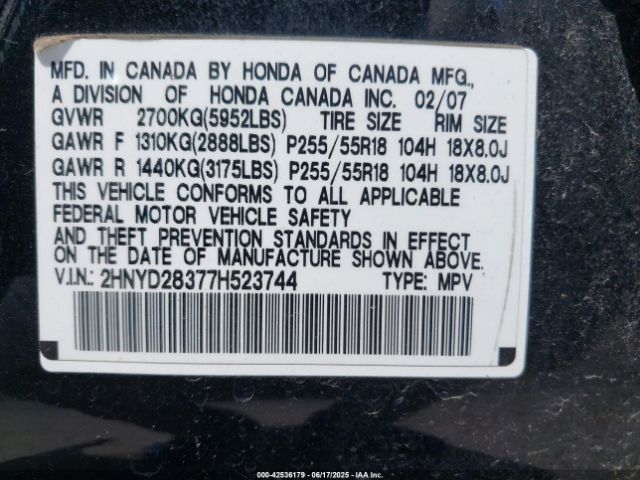 MFD. IN CANADA BY HONDA OF CANADA MFG.,
A DIVISION OF HONDA CANADA INC. 02/07
GVWR 2700KG(5952LBS) TIRE SIZE RIM SIZE
GAWR F 1310KG(2888LBS) P255/55R18 104H 18X8.0J
GAWR R 1440KG(3175LBS) P255/55R18 104H 18X8.0J
THIS VEHICLE CONFORMS TO ALL APPLICABLE
FEDERAL MOTOR VEHICLE SAFETY
AND THEFT PREVENTION STANDARDS IN EFFECT
ON THE DATE OF MANUFACTURE SHOWN ABOVE.
V.I.N.: 2HNYD28377H523744 TYPE: MPV
000-42536179 - 06/17/2025 - IAAHQ